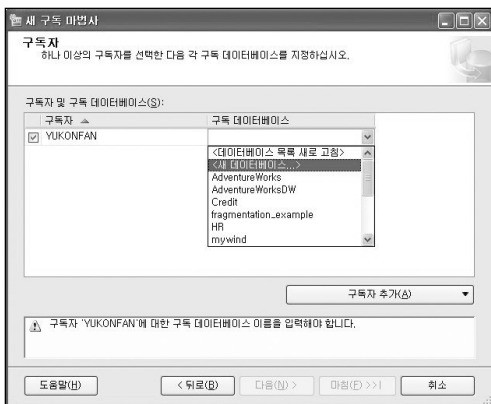 새 구독 마법사
구독자
하나 이상의 구독자를 선택한 다음 각 구독 데이터베이스를 지정하십시오.
구독자 및 구독 데이터베이스(S):
구독자 구독 데이터베이스
YUKONFAN
<데이터베이스 목록 새로 고침>
<새 데이터베이스...>
AdventureWorks
AdventureWorksDW
Credit
fragmentation_example
HR
mywind
구독자 추가(A)
구독자 'YUKONFAN'에 대한 구독 데이터베이스 이름을 입력해야 합니다.
도움말(H) < 뒤로(B) 다음(N) > 마침(F) >>| 취소